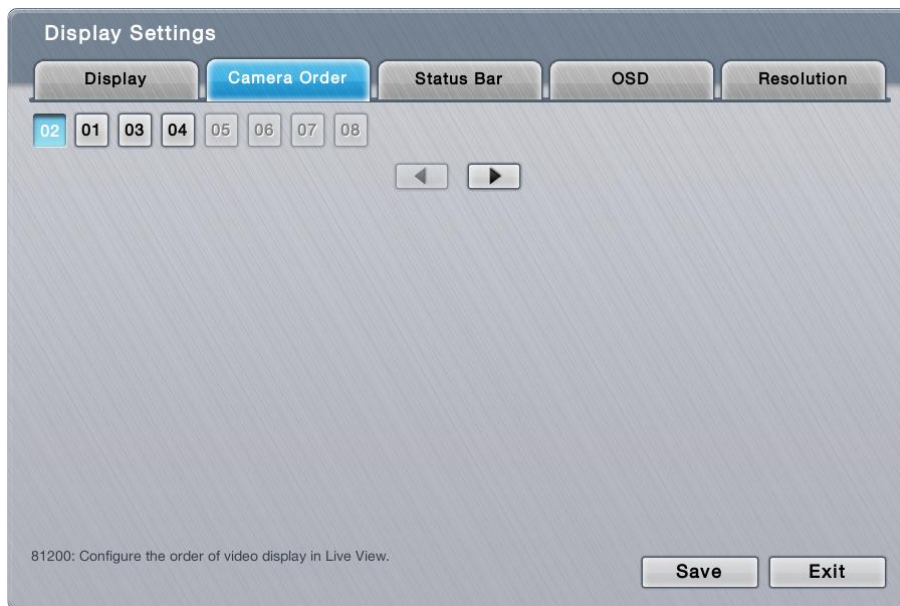 Display Settings
Display Camera Order Status Bar OSD Resolution
02 01 03 04 05 06 07 08
81200: Configure the order of video display in Live View.
Save Exit